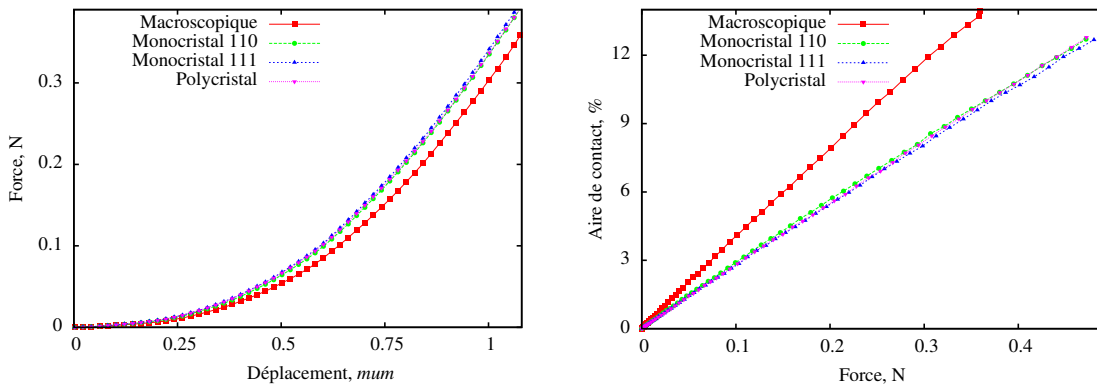 Macroscopique
Monocristal 110
Monocristal 111
Polycristal
Force, N
0.3
0.2
0.1
0
0 0.25 0.5 0.75 1
Déplacement, mum
Macroscopique
Monocristal 110
Monocristal 111
Polycristal
Aire de contact, %
12
9
6
3
0
0 0.1 0.2 0.3 0.4
Force, N